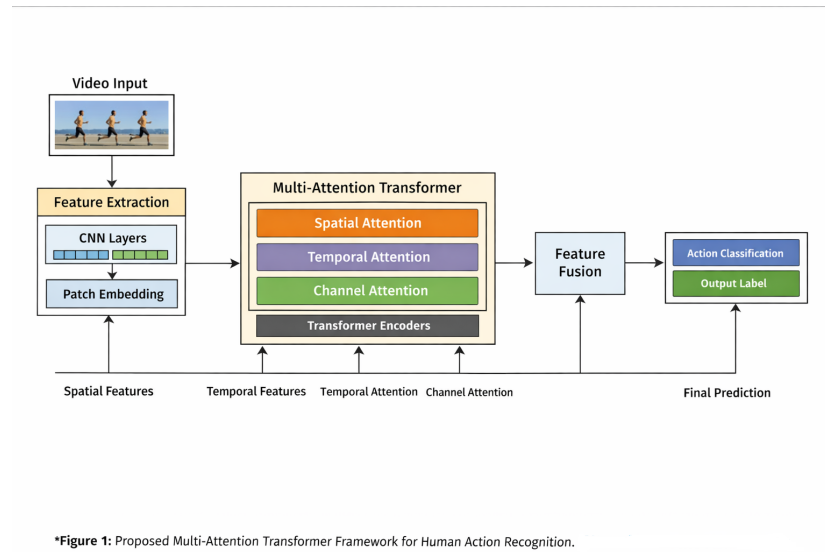 Video Input
Feature Extraction
CNN Layers
Patch Embedding
Multi-Attention Transformer
Spatial Attention
Temporal Attention
Channel Attention
Transformer Encoders
Feature
Fusion
Action Classification
Output Label
Spatial Features
Temporal Features
Temporal Attention
Channel Attention
Final Prediction
*Figure 1: Proposed Multi-Attention Transformer Framework for Human Action Recognition.